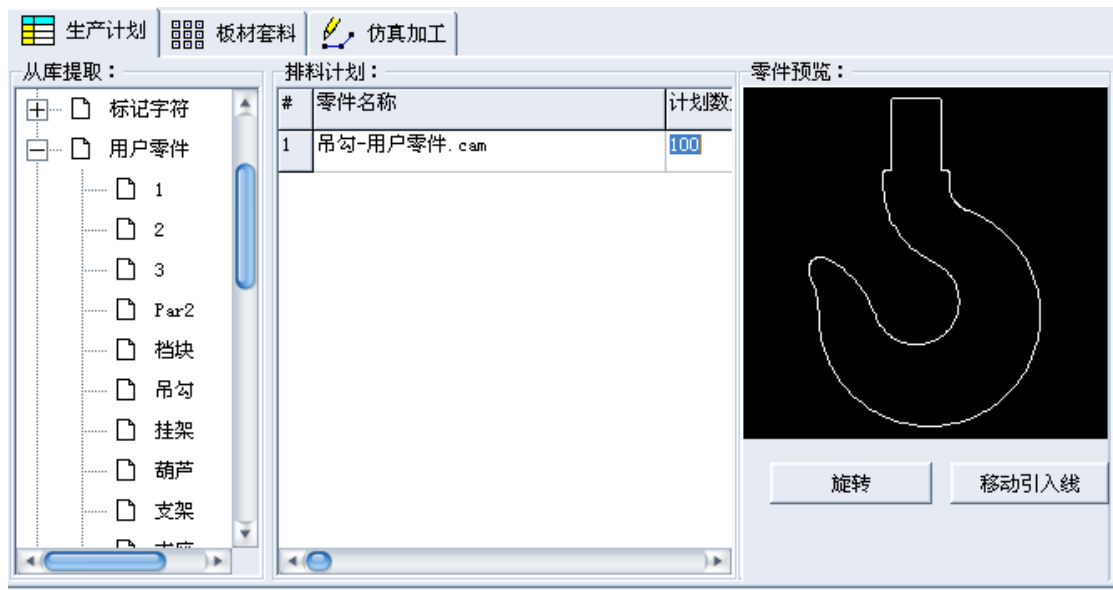 生产计划 板材套料 仿真加工
从库提取：
标记字符
用户零件
1
2
3
Par2
档块
吊勾
挂架
葫芦
支架
排料计划：
# 零件名称 计划数
1 吊勾-用户零件.cam 100
零件预览：
旋转 移动引入线